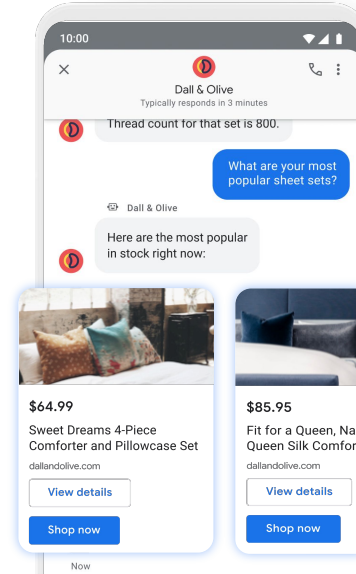 10:00
Dall & Olive
Typically responds in 3 minutes
Thread count for that set is 800.
What are your most
popular sheet sets?
Dall & Olive
Here are the most popular
in stock right now:
$64.99
Sweet Dreams 4-Piece
Comforter and Pillowcase Set
dallandolive.com
View details
Shop now
$85.95
Fit for a Queen, Na
Queen Silk Comfor
dallandolive.com
View details
Shop now
Now